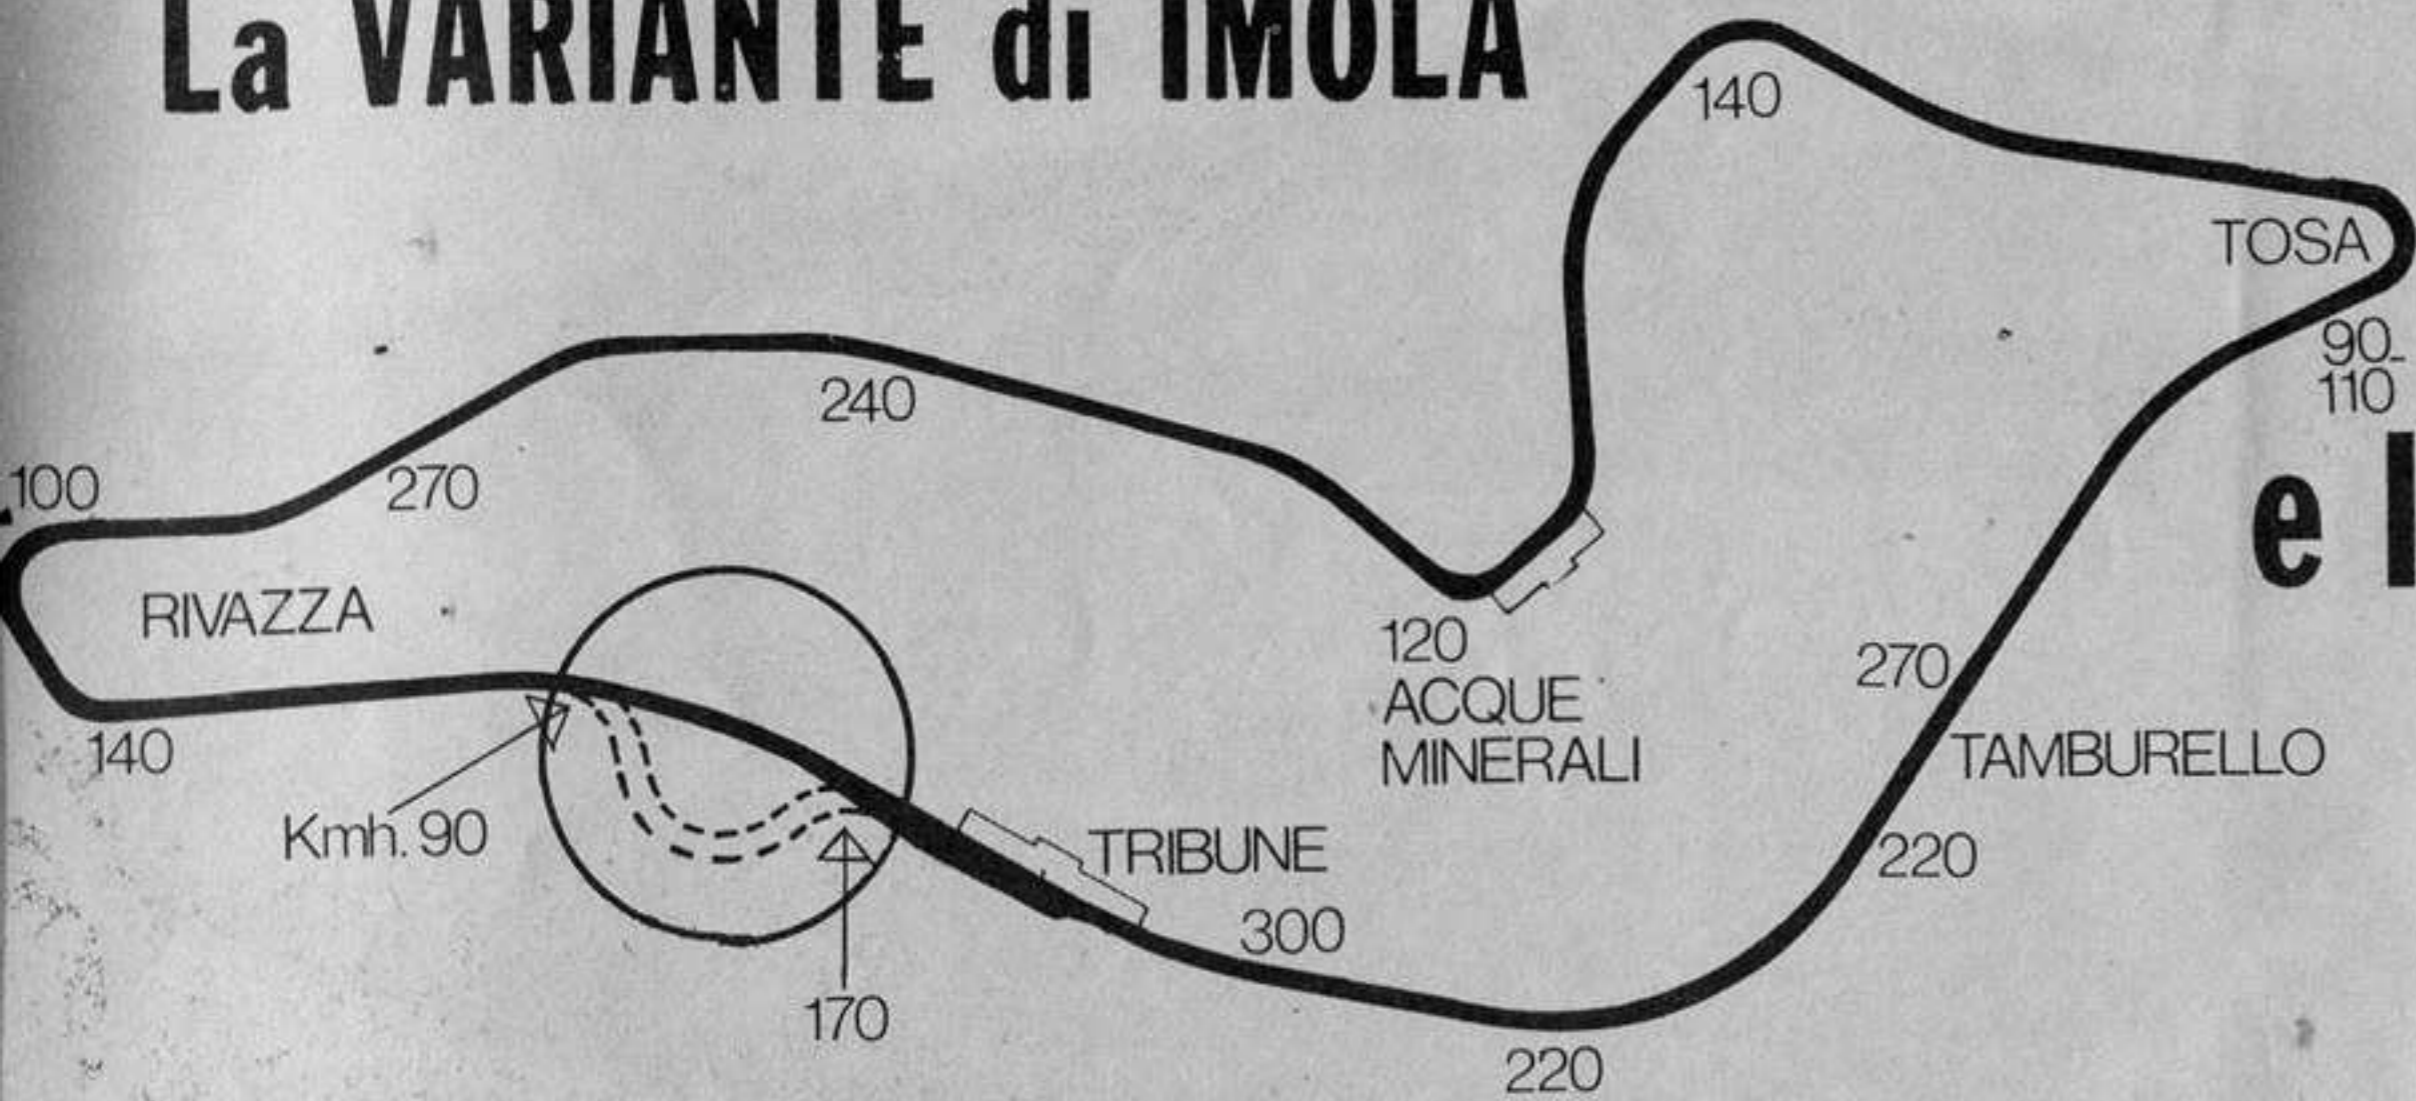 La VARIANTE di IMOLA
140
TOSA
90-
110
240
270
100
e
RIVAZZA
120
ACQUE
MINERALI
270
TAMBURELLO
140
Kmh. 90
TRIBUNE
220
300
170
220